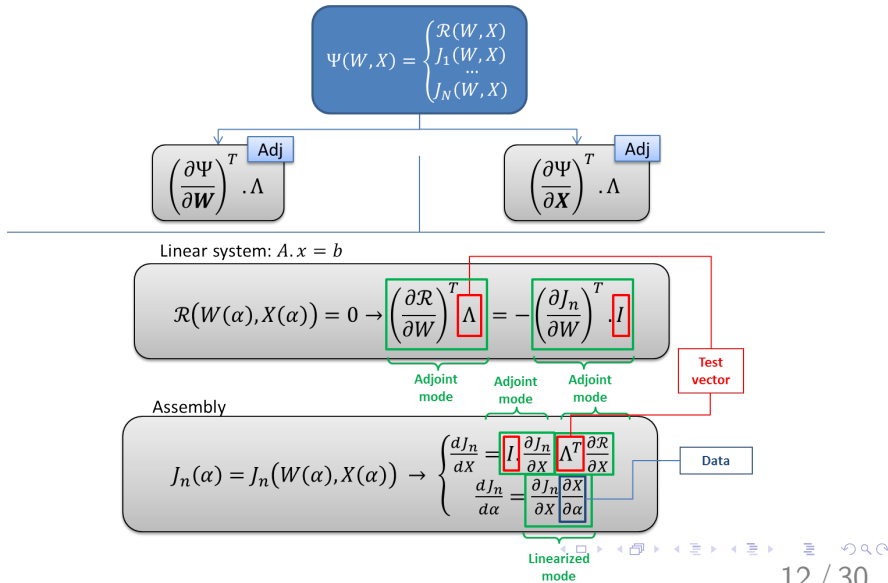 Ψ(W, X) = { ℛ(W, X)
J₁(W, X)
...
J_N(W, X)
Adj
(∂Ψ/∂W)^T . Λ
Adj
(∂Ψ/∂X)^T . Λ
Linear system: A. x = b
ℛ(W(α), X(α)) = 0 → (∂ℛ/∂W)^T . Λ = −(∂J_n/∂W)^T . I
Adjoint mode
Adjoint mode
Adjoint mode
Test vector
Assembly
J_n(α) = J_n(W(α), X(α)) → { dJ_n/dX = I. ∂J_n/∂X Λ^T ∂ℛ/∂X
dJ_n/dα = ∂J_n/∂X ∂X/∂α
Data
Linearized mode
12 / 30